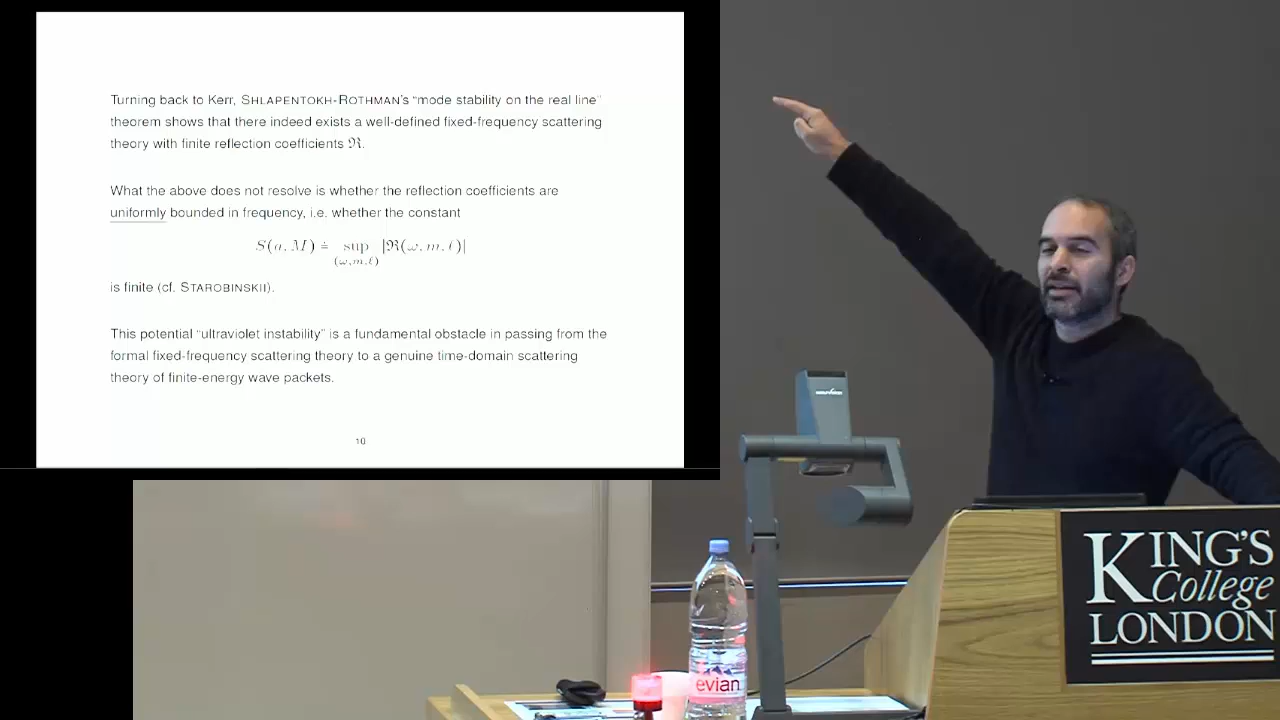 Turning back to Kerr, SHLAPENTOKH-ROTHMAN's "mode stability on the real line"
theorem shows that there indeed exists a well-defined fixed-frequency scattering
theory with finite reflection coefficients ℜ.
What the above does not resolve is whether the reflection coefficients are
uniformly bounded in frequency, i.e. whether the constant
S(a, M) ≐ sup |ℜ(ω, m, ℓ)|
(ω,m,ℓ)
is finite (cf. STAROBINSKII).
This potential "ultraviolet instability" is a fundamental obstacle in passing from the
formal fixed-frequency scattering theory to a genuine time-domain scattering
theory of finite-energy wave packets.
10
evian
KING'S
College
LONDON